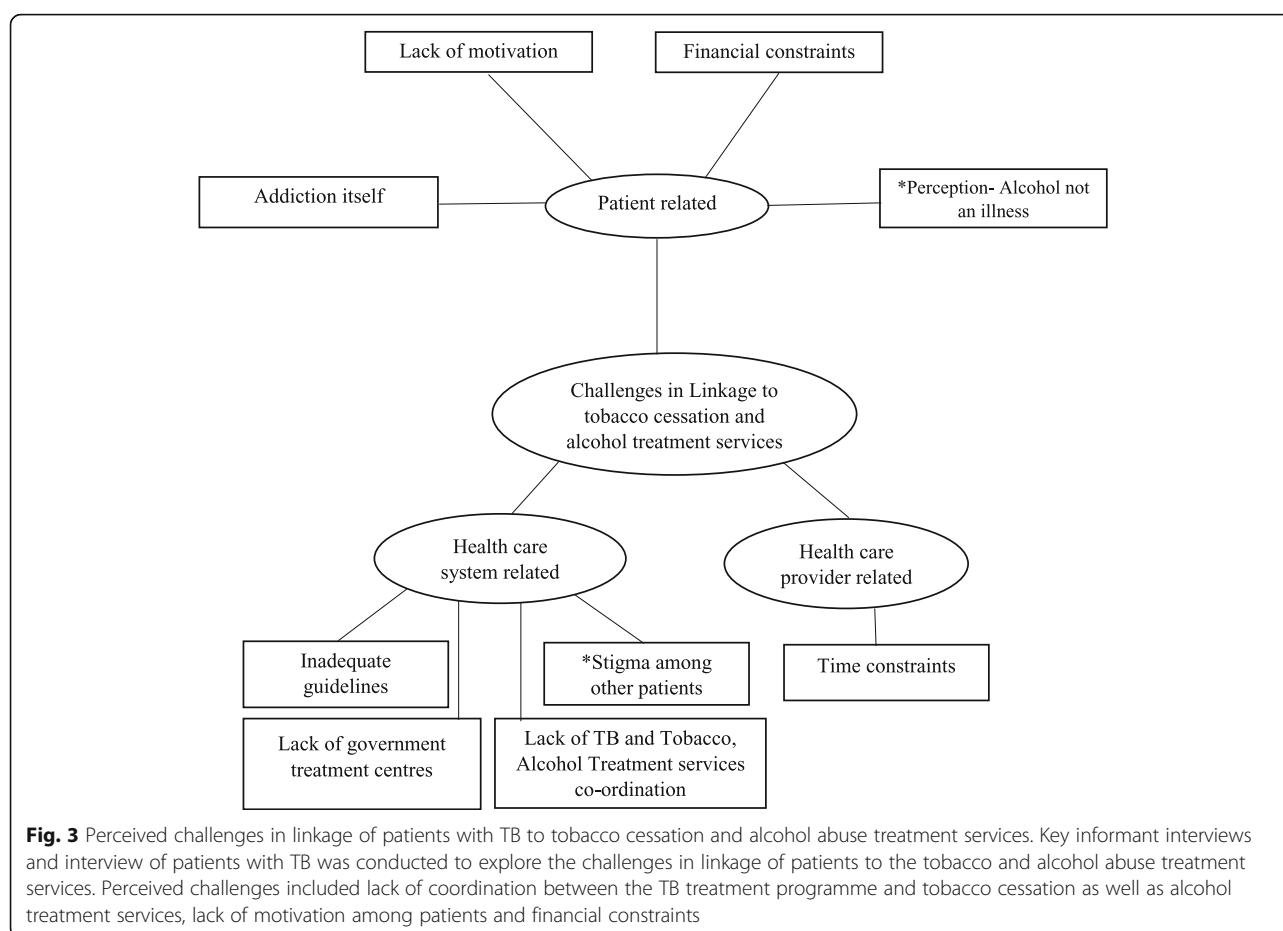 Lack of motivation
Financial constraints
Addiction itself
Patient related
*Perception- Alcohol not
an illness
Challenges in Linkage to
tobacco cessation and
alcohol treatment services
Health care
system related
Health care
provider related
Inadequate
guidelines
*Stigma among
other patients
Time constraints
Lack of government
treatment centres
Lack of TB and Tobacco,
Alcohol Treatment services
co-ordination
Fig. 3 Perceived challenges in linkage of patients with TB to tobacco cessation and alcohol abuse treatment services. Key informant interviews
and interview of patients with TB was conducted to explore the challenges in linkage of patients to the tobacco and alcohol abuse treatment
services. Perceived challenges included lack of coordination between the TB treatment programme and tobacco cessation as well as alcohol
treatment services, lack of motivation among patients and financial constraints